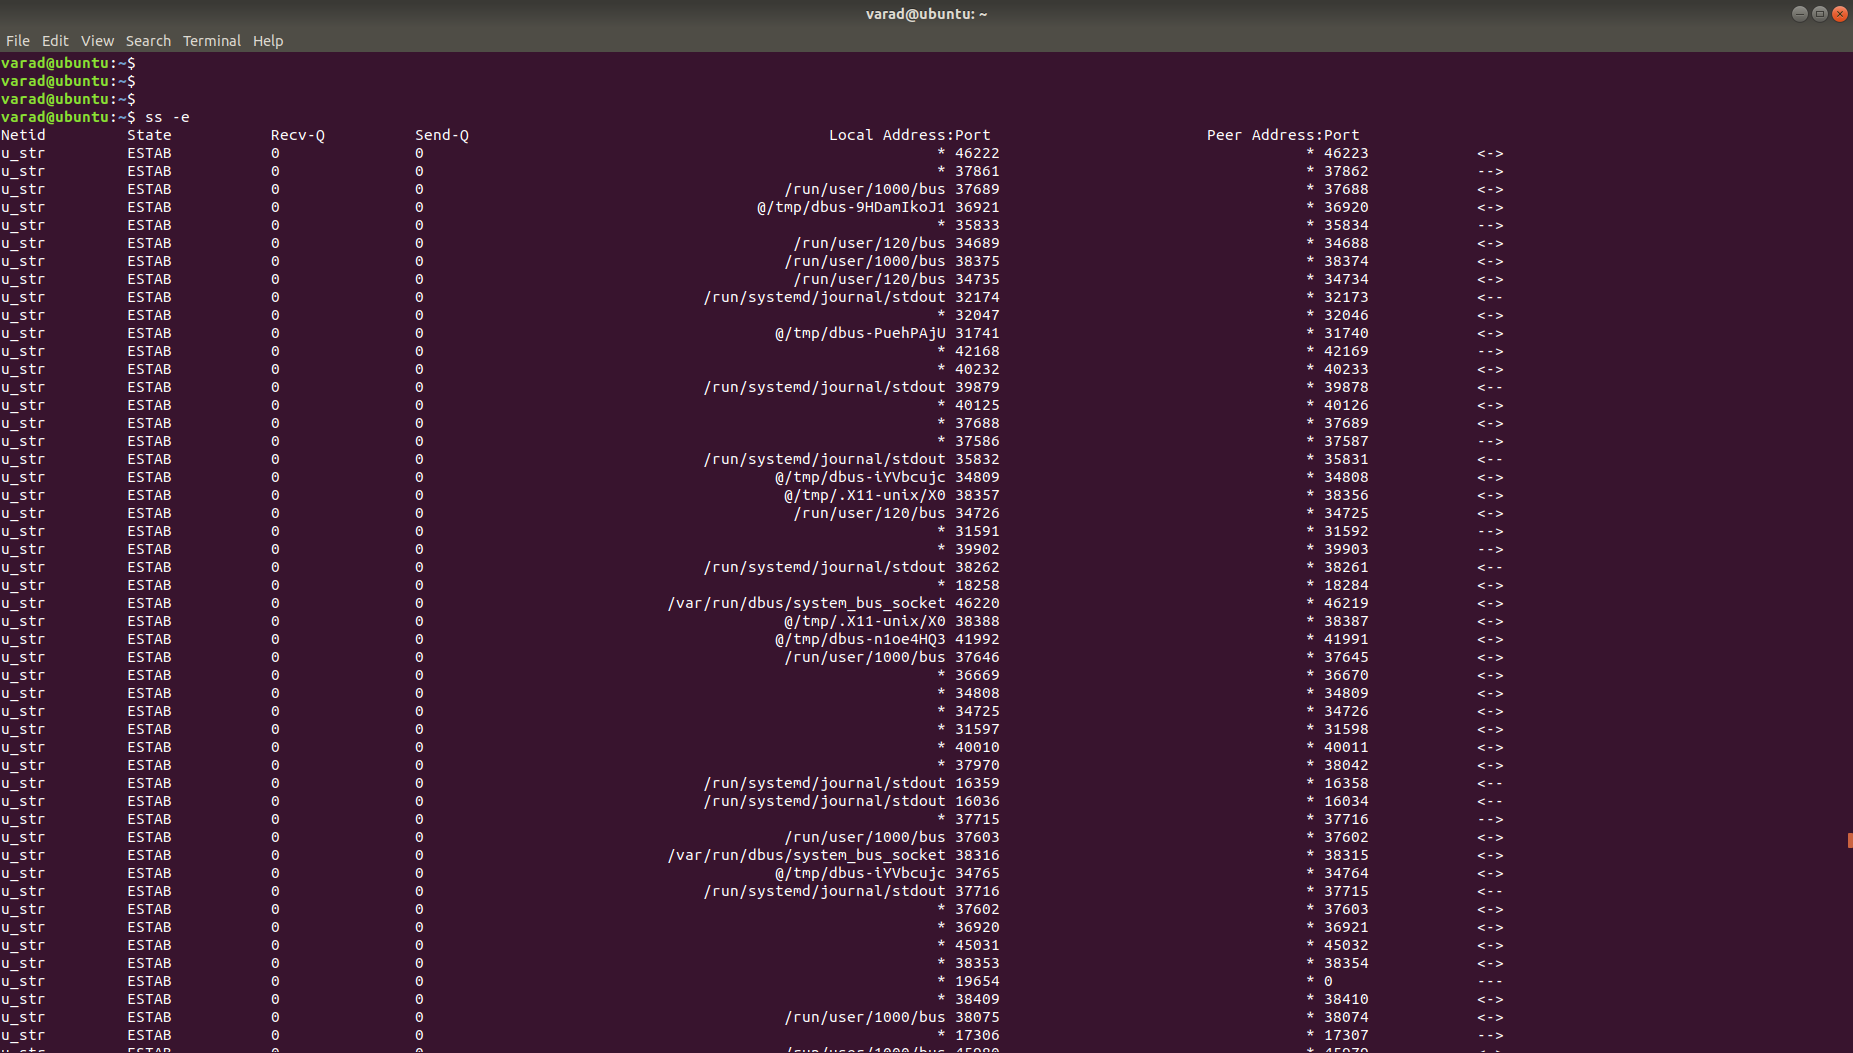 varad@ubuntu: ~
File Edit View Search Terminal Help
varad@ubuntu:~$
varad@ubuntu:~$
varad@ubuntu:~$
varad@ubuntu:~$ ss -e
Netid State Recv-Q Send-Q Local Address:Port Peer Address:Port
u_str ESTAB 0 0 * 46222 * 46223 <->
u_str ESTAB 0 0 * 37861 * 37862 -->
u_str ESTAB 0 0 /run/user/1000/bus 37689 * 37688 <->
u_str ESTAB 0 0 @/tmp/dbus-9HDamIkoJ1 36921 * 36920 <->
u_str ESTAB 0 0 * 35833 * 35834 -->
u_str ESTAB 0 0 /run/user/120/bus 34689 * 34688 <->
u_str ESTAB 0 0 /run/user/1000/bus 38375 * 38374 <->
u_str ESTAB 0 0 /run/user/120/bus 34735 * 34734 <->
u_str ESTAB 0 0 /run/systemd/journal/stdout 32174 * 32173 <--
u_str ESTAB 0 0 * 32047 * 32046 <->
u_str ESTAB 0 0 @/tmp/dbus-PuehPAjU 31741 * 31740 <->
u_str ESTAB 0 0 * 42168 * 42169 -->
u_str ESTAB 0 0 * 40232 * 40233 <->
u_str ESTAB 0 0 /run/systemd/journal/stdout 39879 * 39878 <--
u_str ESTAB 0 0 * 40125 * 40126 <->
u_str ESTAB 0 0 * 37688 * 37689 <->
u_str ESTAB 0 0 * 37586 * 37587 -->
u_str ESTAB 0 0 /run/systemd/journal/stdout 35832 * 35831 <--
u_str ESTAB 0 0 @/tmp/dbus-iYVbcujc 34809 * 34808 <->
u_str ESTAB 0 0 @/tmp/.X11-unix/X0 38357 * 38356 <->
u_str ESTAB 0 0 /run/user/120/bus 34726 * 34725 <->
u_str ESTAB 0 0 * 31591 * 31592 -->
u_str ESTAB 0 0 * 39902 * 39903 -->
u_str ESTAB 0 0 /run/systemd/journal/stdout 38262 * 38261 <--
u_str ESTAB 0 0 * 18258 * 18284 <->
u_str ESTAB 0 0 /var/run/dbus/system_bus_socket 46220 * 46219 <->
u_str ESTAB 0 0 @/tmp/.X11-unix/X0 38388 * 38387 <->
u_str ESTAB 0 0 @/tmp/dbus-n1oe4HQ3 41992 * 41991 <->
u_str ESTAB 0 0 /run/user/1000/bus 37646 * 37645 <->
u_str ESTAB 0 0 * 36669 * 36670 <->
u_str ESTAB 0 0 * 34808 * 34809 <->
u_str ESTAB 0 0 * 34725 * 34726 <->
u_str ESTAB 0 0 * 31597 * 31598 <->
u_str ESTAB 0 0 * 40010 * 40011 <->
u_str ESTAB 0 0 * 37970 * 38042 <->
u_str ESTAB 0 0 /run/systemd/journal/stdout 16359 * 16358 <--
u_str ESTAB 0 0 /run/systemd/journal/stdout 16036 * 16034 <--
u_str ESTAB 0 0 * 37715 * 37716 -->
u_str ESTAB 0 0 /run/user/1000/bus 37603 * 37602 <->
u_str ESTAB 0 0 /var/run/dbus/system_bus_socket 38316 * 38315 <->
u_str ESTAB 0 0 @/tmp/dbus-iYVbcujc 34765 * 34764 <->
u_str ESTAB 0 0 /run/systemd/journal/stdout 37716 * 37715 <--
u_str ESTAB 0 0 * 37602 * 37603 <->
u_str ESTAB 0 0 * 36920 * 36921 <->
u_str ESTAB 0 0 * 45031 * 45032 <->
u_str ESTAB 0 0 * 38353 * 38354 <->
u_str ESTAB 0 0 * 19654 * 0 ---
u_str ESTAB 0 0 * 38409 * 38410 <->
u_str ESTAB 0 0 /run/user/1000/bus 38075 * 38074 <->
u_str ESTAB 0 0 * 17306 * 17307 -->